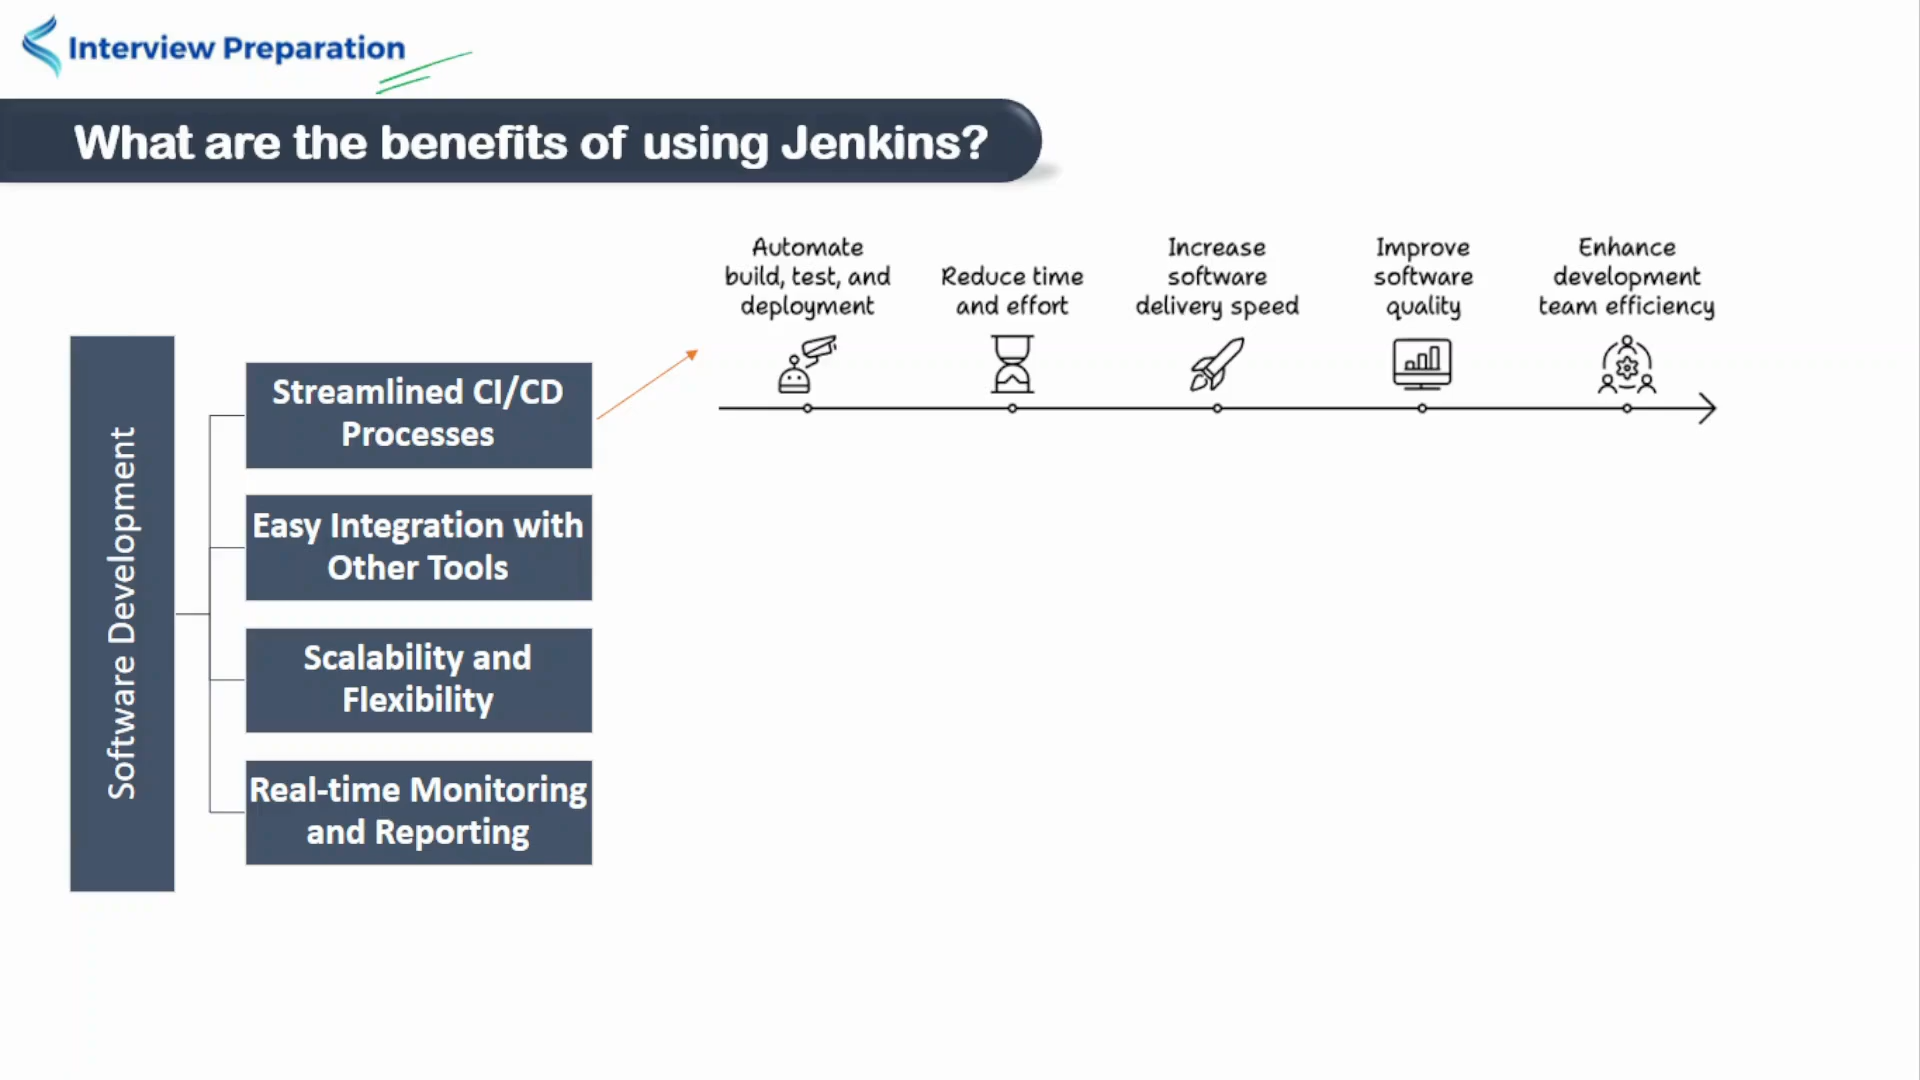 Interview Preparation
What are the benefits of using Jenkins?
Automate
build, test, and
deployment
Reduce time
and effort
Increase
software
delivery speed
Improve
software
quality
Enhance
development
team efficiency
Software Development
Streamlined CI/CD
Processes
Easy Integration with
Other Tools
Scalability and
Flexibility
Real-time Monitoring
and Reporting